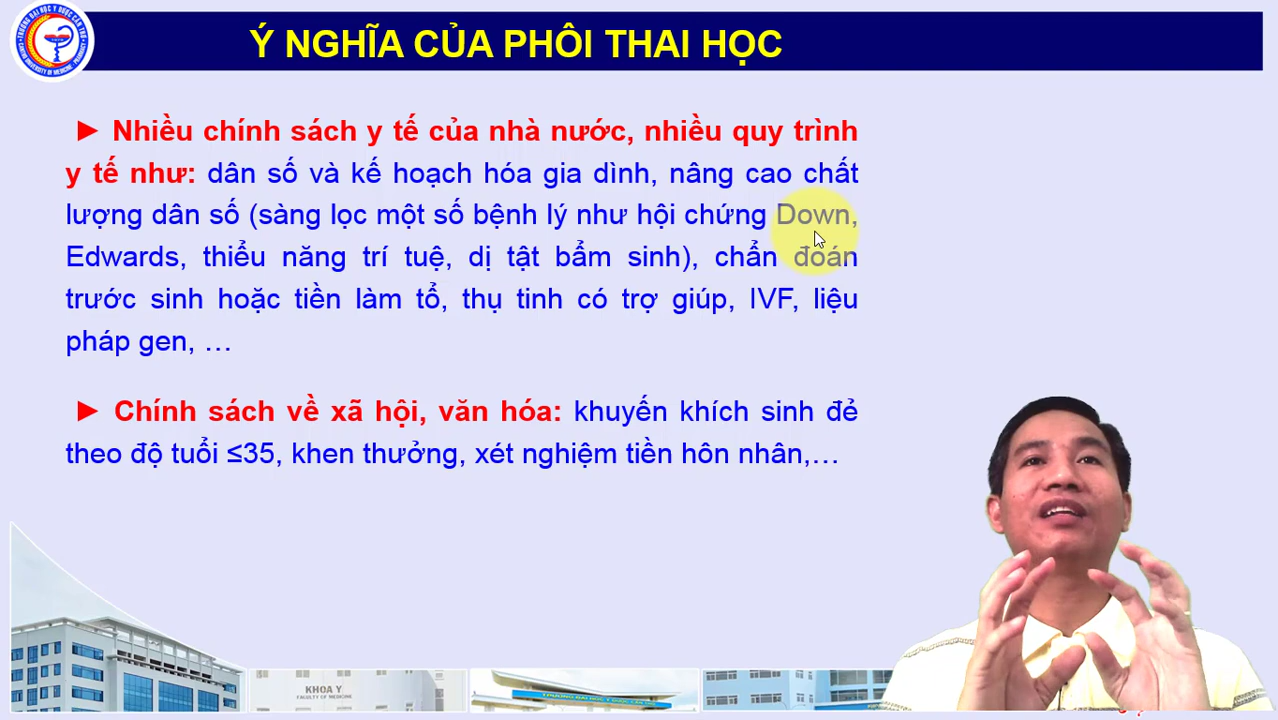 Ý NGHĨA CỦA PHÔI THAI HỌC
► Nhiều chính sách y tế của nhà nước, nhiều quy trình
y tế như: dân số và kế hoạch hóa gia dình, nâng cao chất
lượng dân số (sàng lọc một số bệnh lý như hội chứng Down,
Edwards, thiểu năng trí tuệ, dị tật bẩm sinh), chẩn đoán
trước sinh hoặc tiền làm tổ, thụ tinh có trợ giúp, IVF, liệu
pháp gen, …
► Chính sách về xã hội, văn hóa: khuyến khích sinh đẻ
theo độ tuổi ≤35, khen thưởng, xét nghiệm tiền hôn nhân,…
KHOA Y
FACULTY OF MEDICINE